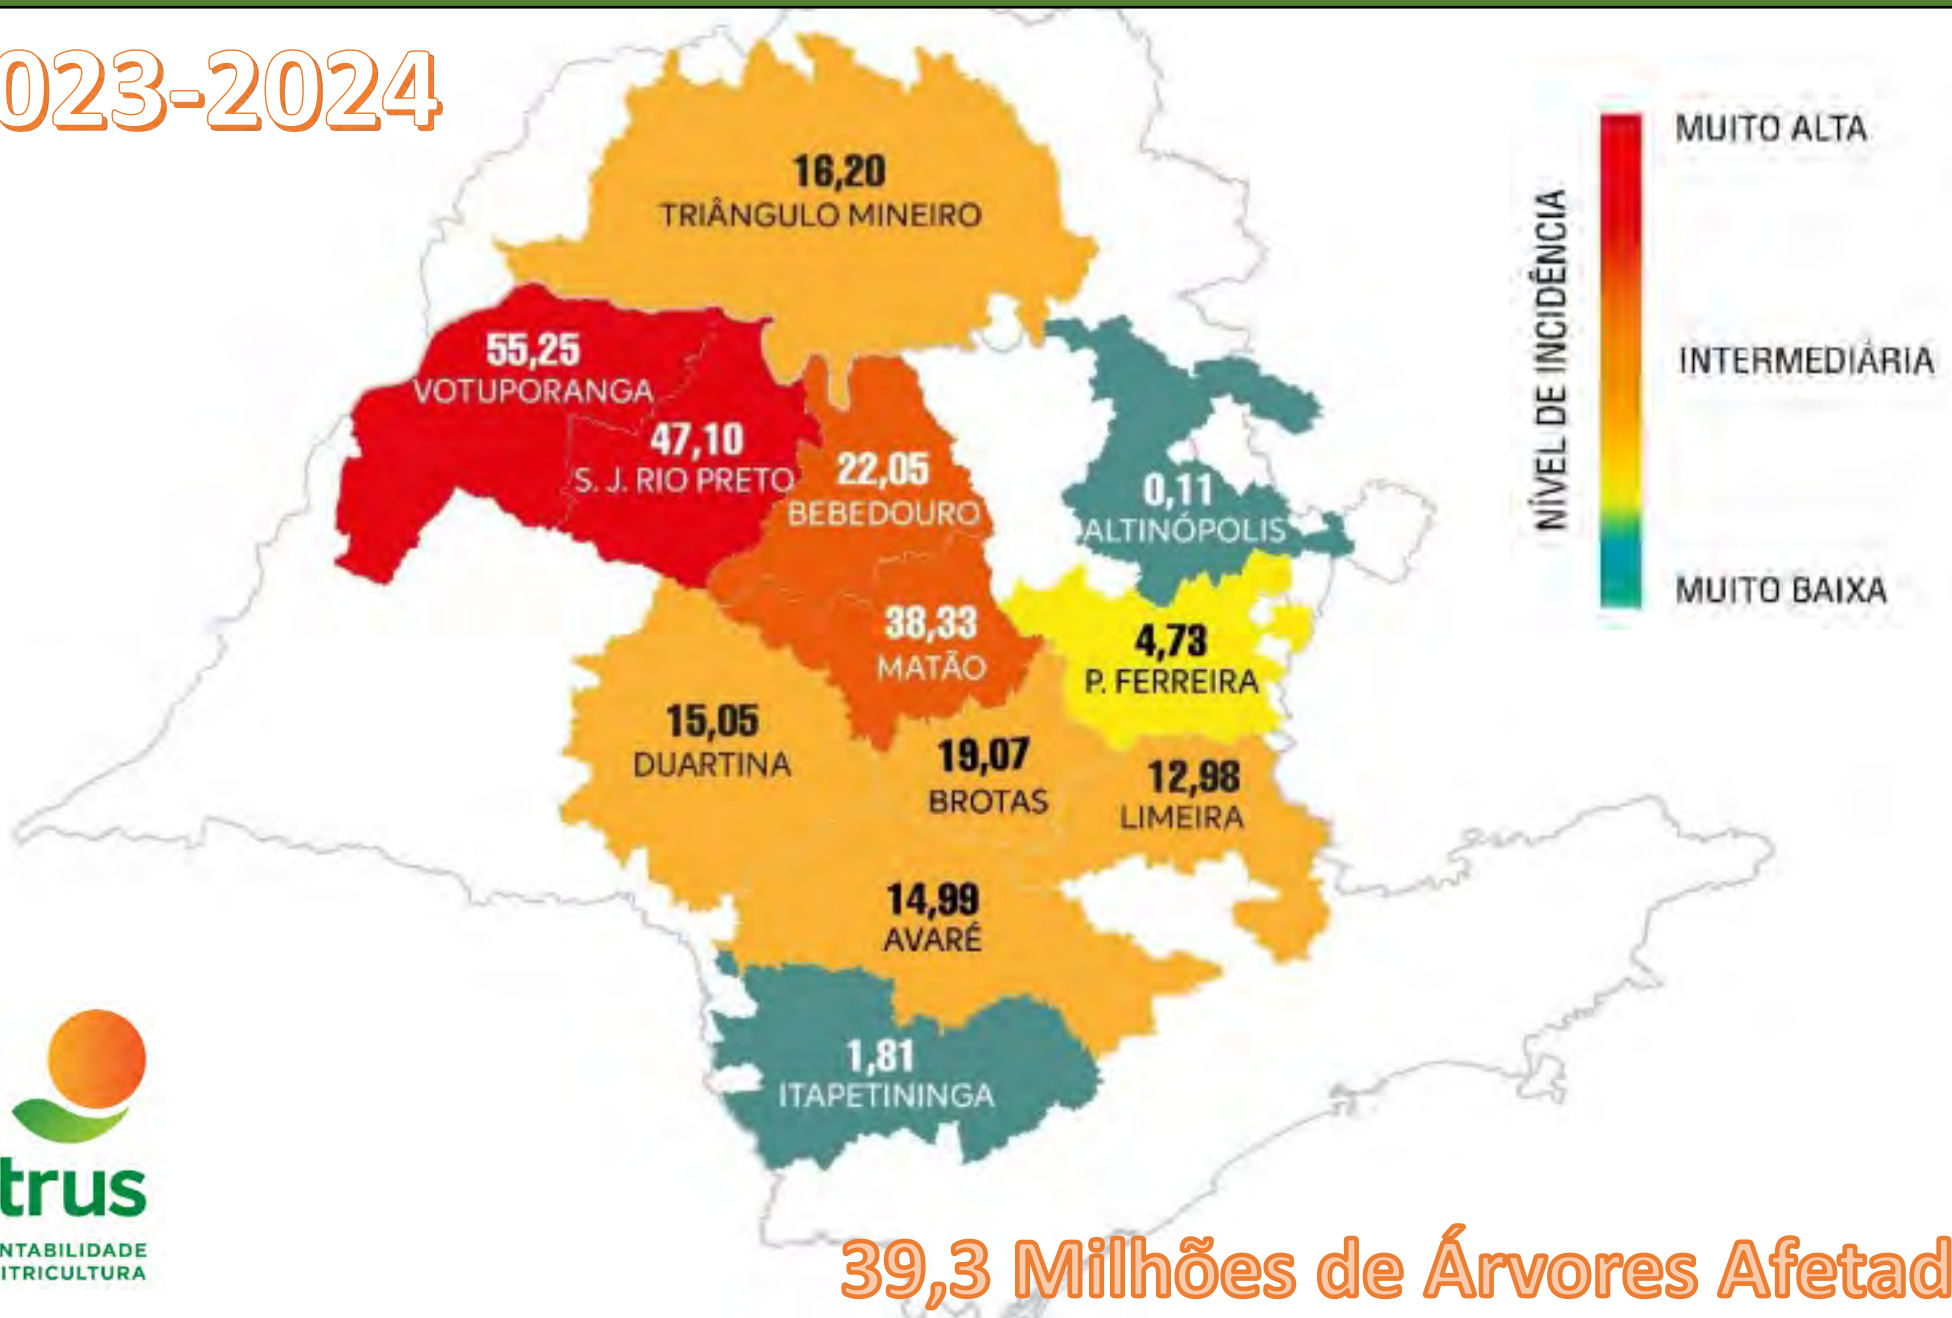 023-2024
MUITO ALTA
INTERMEDIÁRIA
MUITO BAIXA
NÍVEL DE INCIDÊNCIA
16,20
TRIÂNGULO MINEIRO
55,25
VOTUPORANGA
47,10
S. J. RIO PRETO
22,05
BEBEDOURO
0,11
ALTINÓPOLIS
38,33
MATÃO
4,73
P. FERREIRA
15,05
DUARTINA
19,07
BROTAS
12,98
LIMEIRA
14,99
AVARÉ
1,81
ITAPETININGA
trus
NTABILIDADE
ITRICULTURA
39,3 Milhões de Árvores Afetad